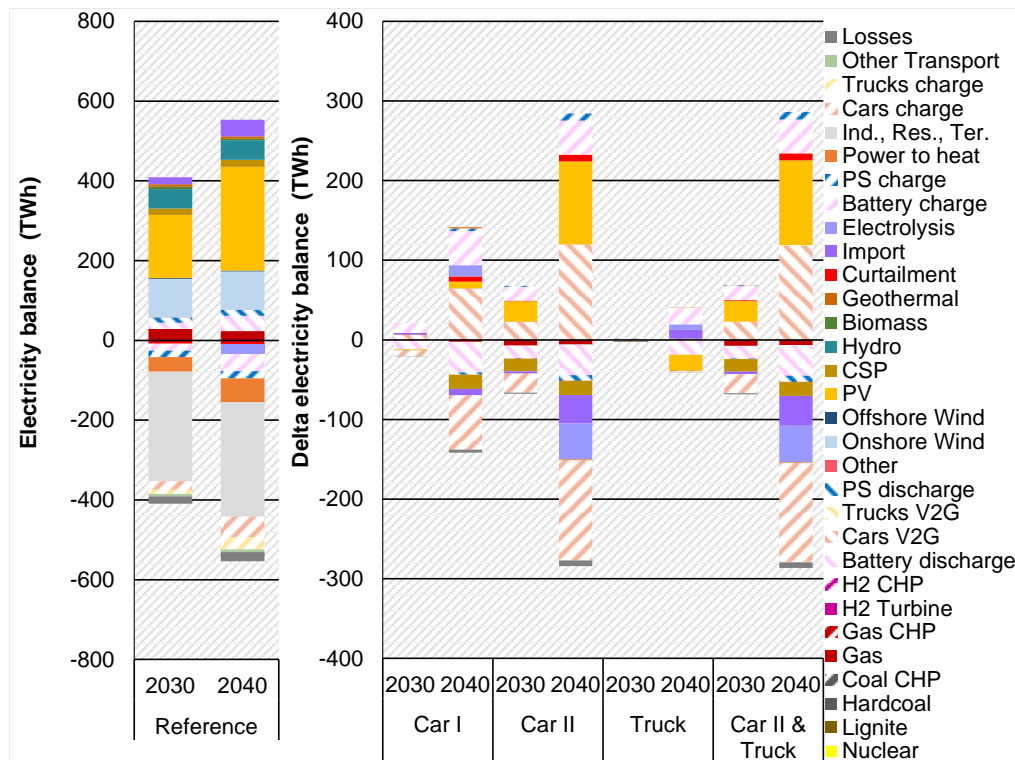 Electricity balance (TWh)
800
600
400
200
0
-200
-400
-600
-800
2030 2040
Reference
Delta electricity balance (TWh)
400
300
200
100
0
-100
-200
-300
-400
2030 2040 2030 2040 2030 2040 2030 2040
Car I
Car II
Truck
Car II &
Truck
Losses
Other Transport
Trucks charge
Cars charge
Ind., Res., Ter.
Power to heat
PS charge
Battery charge
Electrolysis
Import
Curtailment
Geothermal
Biomass
Hydro
CSP
PV
Offshore Wind
Onshore Wind
Other
PS discharge
Trucks V2G
Cars V2G
Battery discharge
H2 CHP
H2 Turbine
Gas CHP
Gas
Coal CHP
Hardcoal
Lignite
Nuclear